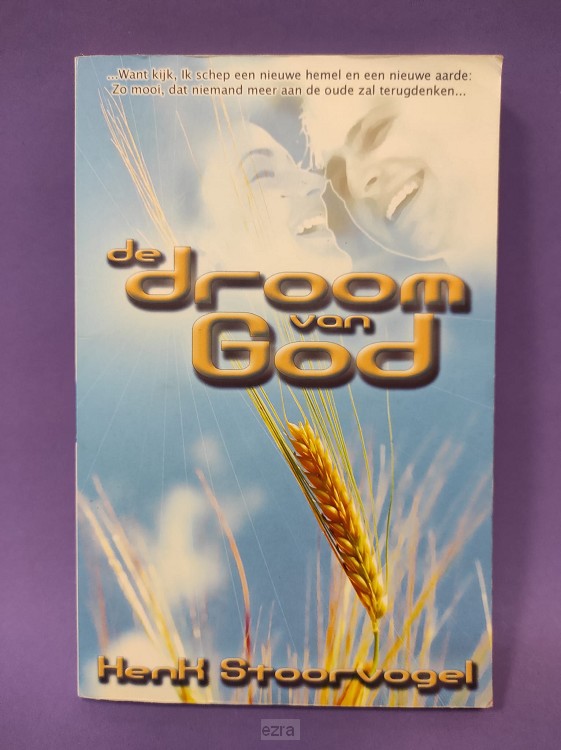 ...Want kijk, Ik schep een nieuwe hemel en een nieuwe aarde:
Zo mooi, dat niemand meer aan de oude zal terugdenken...
de
droom
van
God
Henk Stoorvogel
ezra